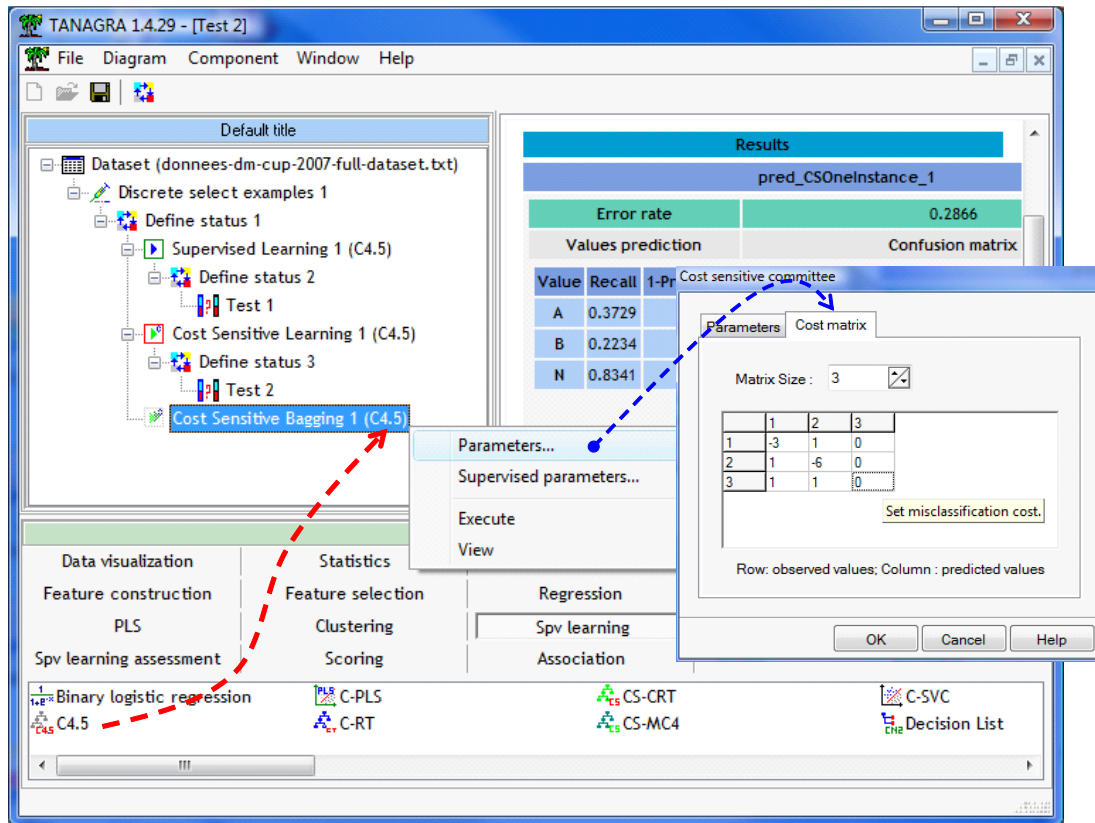 TANAGRA 1.4.29 - [Test 2]
File Diagram Component Window Help
Default title
Dataset (donnees-dm-cup-2007-full-dataset.txt)
Discrete select examples 1
Define status 1
Supervised Learning 1 (C4.5)
Define status 2
Test 1
Cost Sensitive Learning 1 (C4.5)
Define status 3
Test 2
Cost Sensitive Bagging 1 (C4.5)
Results
pred_CSOneInstance_1
Error rate 0.2866
Values prediction Confusion matrix
Value Recall 1-Pr
A 0.3729
B 0.2234
N 0.8341
Parameters...
Supervised parameters...
Execute
View
Cost sensitive committee
Parameters Cost matrix
Matrix Size : 3
1 2 3
1 -3 1 0
2 1 -6 0
3 1 1 0
Set misclassification cost.
Row: observed values; Column : predicted values
OK Cancel Help
Data visualization Statistics
Feature construction Feature selection Regression
PLS Clustering Spv learning
Spv learning assessment Scoring Association
Binary logistic regression C-PLS CS-CRT C-SVC
C4.5 C-RT CS-MC4 Decision List